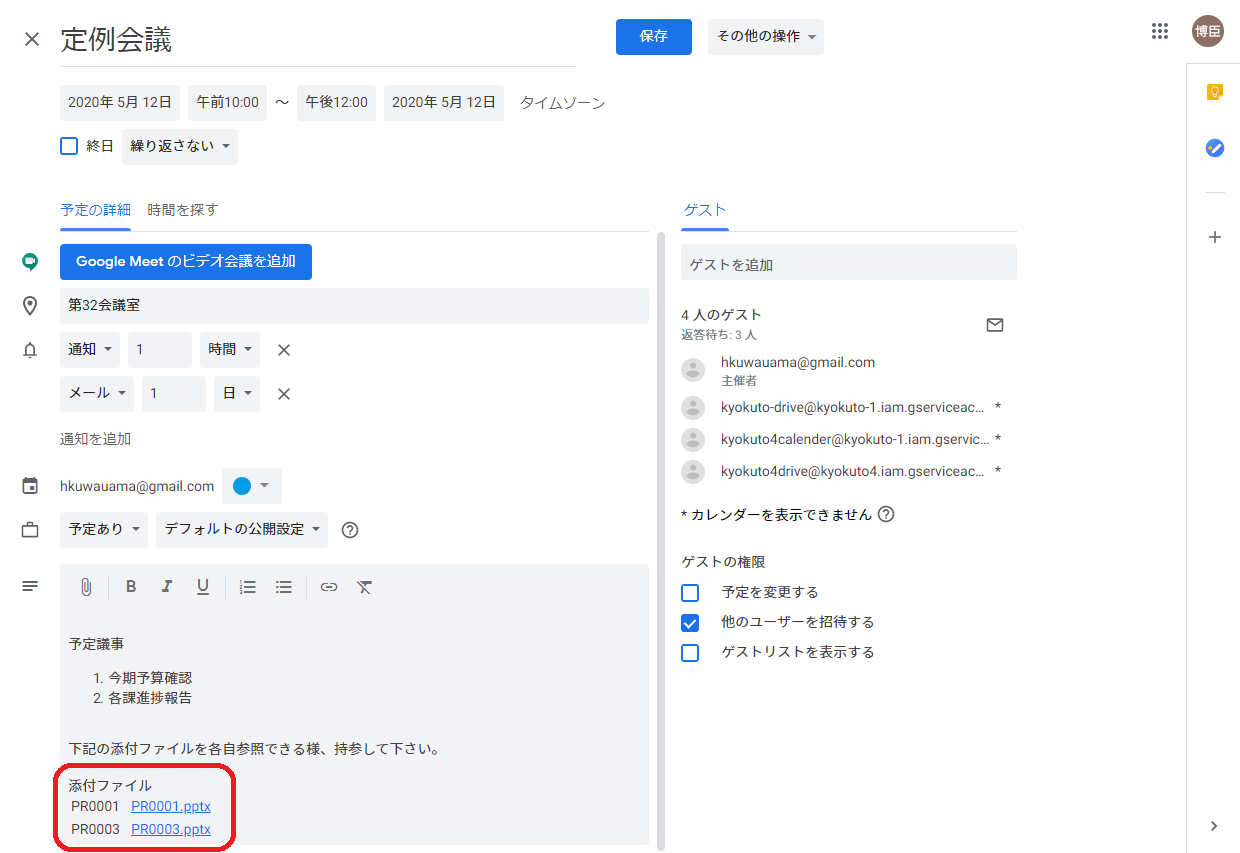 定例会議
保存
その他の操作
博臣
2020年 5月 12日 午前10:00 ～ 午後12:00 2020年 5月 12日 タイムゾーン
終日 繰り返さない
予定の詳細 時間を探す
Google Meet のビデオ会議を追加
第32会議室
通知 1 時間
メール 1 日
通知を追加
hkuwauama@gmail.com
予定あり デフォルトの公開設定
B I U
予定議事
1. 今期予算確認
2. 各課進捗報告
下記の添付ファイルを各自参照できる様、持参して下さい。
添付ファイル
PR0001 PR0001.pptx
PR0003 PR0003.pptx
ゲスト
ゲストを追加
4 人のゲスト
返答待ち: 3 人
hkuwauama@gmail.com
主催者
kyokuto-drive@kyokuto-1.iam.gserviceac... *
kyokuto4calender@kyokuto-1.iam.gservic... *
kyokuto4drive@kyokuto4.iam.gserviceac... *
* カレンダーを表示できません
ゲストの権限
予定を変更する
他のユーザーを招待する
ゲストリストを表示する